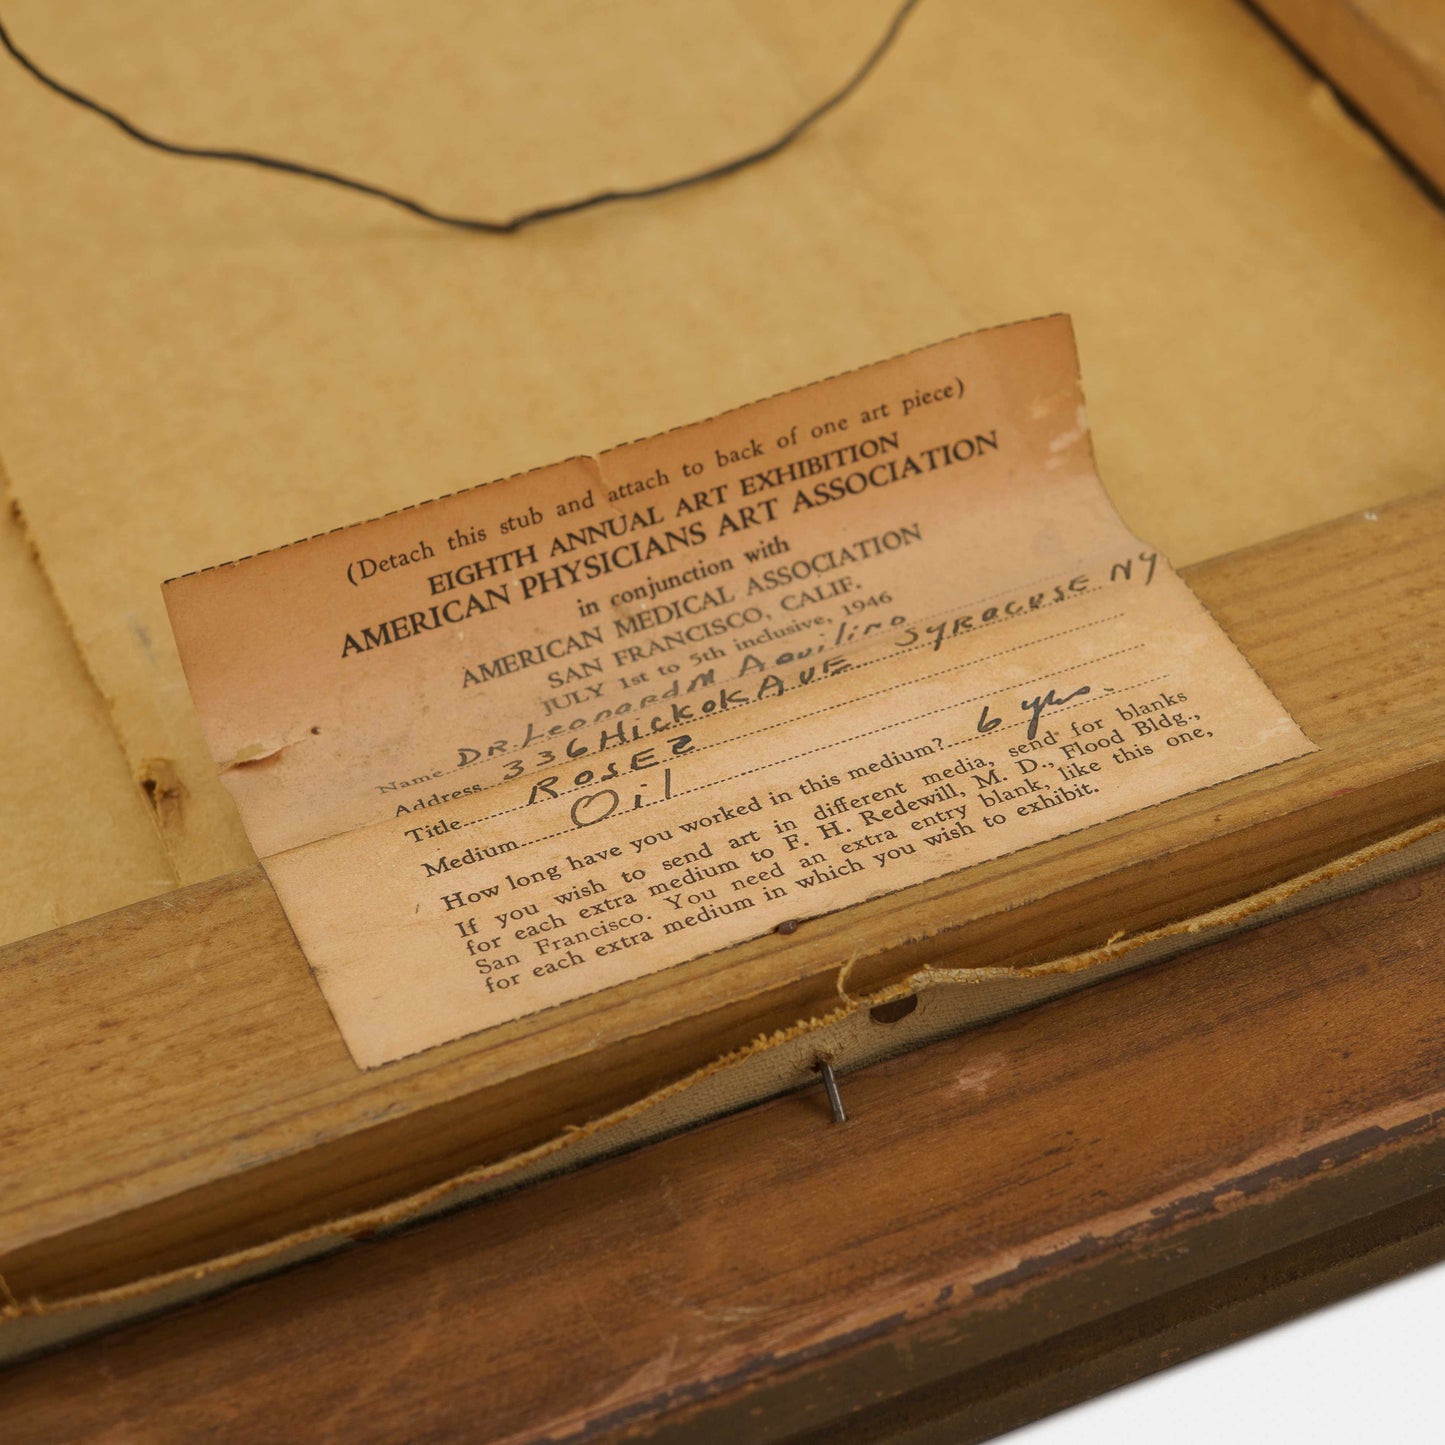 (Detach this stub and attach to back of one art piece)
EIGHTH ANNUAL ART EXHIBITION
AMERICAN PHYSICIANS ART ASSOCIATION
in conjunction with
AMERICAN MEDICAL ASSOCIATION
SAN FRANCISCO, CALIF.
JULY 1st to 5th inclusive, 1946
Name DR. Leonard M Aquilino
Address 336 Hickok AVE SYRACUSE NY
Title ROSES
Medium Oil
How long have you worked in this medium? 6 yrs.
If you wish to send art in different media, send for blanks
for each extra medium to F. H. Redewill, M. D., Flood Bldg.,
San Francisco. You need an extra entry blank, like this one,
for each extra medium in which you wish to exhibit.